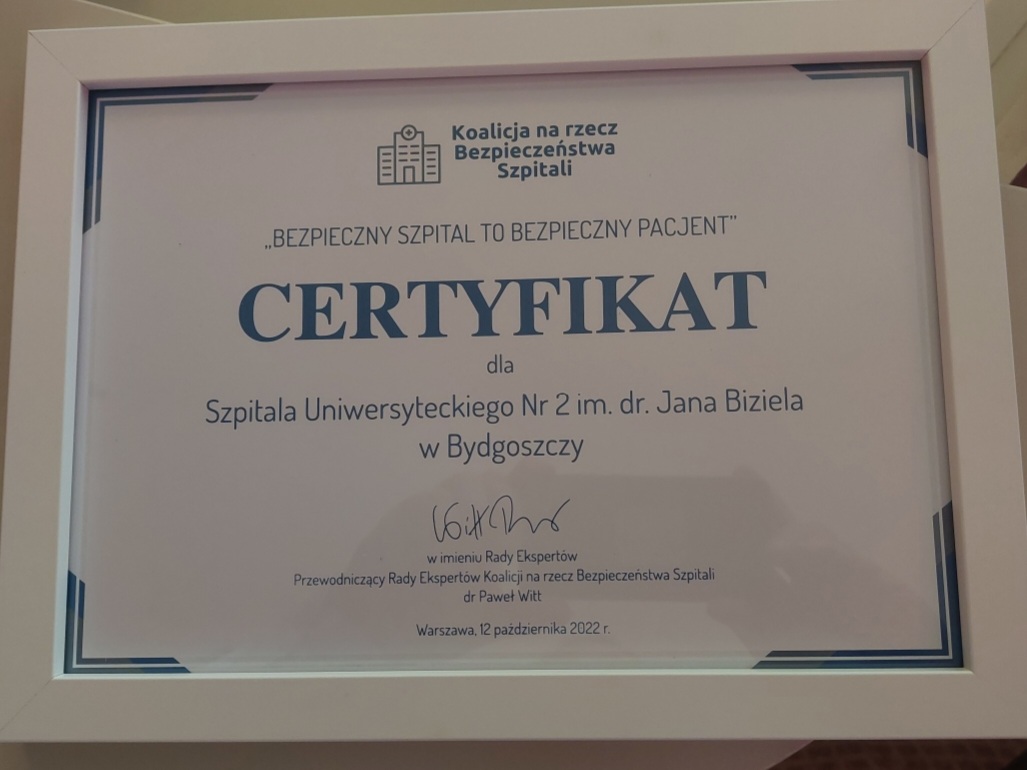 Koalicja na rzecz
Bezpieczeństwa
Szpitali
„BEZPIECZNY SZPITAL TO BEZPIECZNY PACJENT”
CERTYFIKAT
dla
Szpitala Uniwersyteckiego Nr 2 im. dr. Jana Biziela
w Bydgoszczy
w imieniu Rady Ekspertów
Przewodniczący Rady Ekspertów Koalicji na rzecz Bezpieczeństwa Szpitali
dr Paweł Witt
Warszawa, 12 października 2022 r.